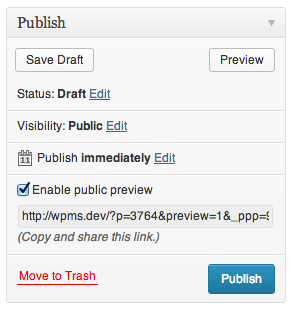 Publish
Save Draft Preview
Status: Draft Edit
Visibility: Public Edit
11 Publish immediately Edit
Enable public preview
http://wpms.dev/?p=3764&preview=1&_ppp=9
(Copy and share this link.)
Move to Trash Publish